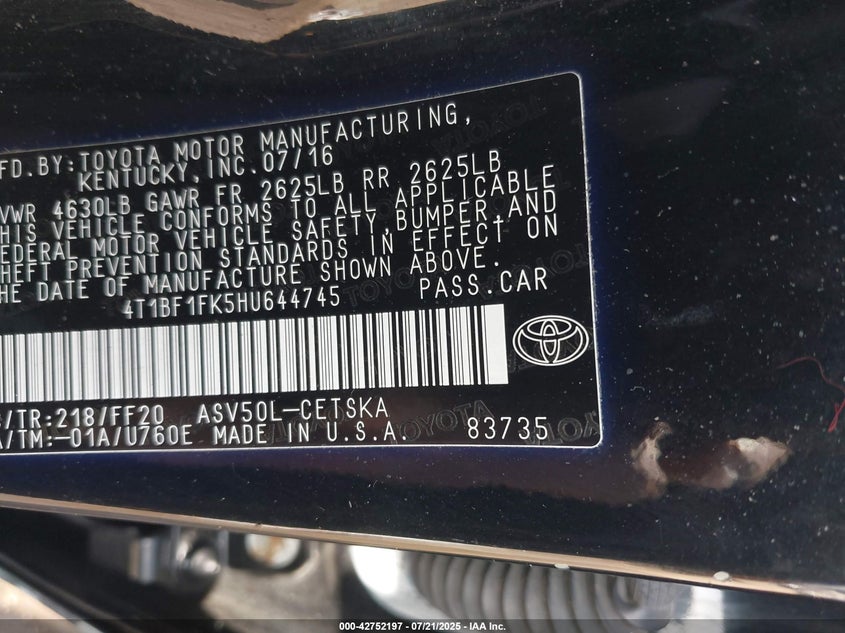 FD.BY:TOYOTA MOTOR MANUFACTURING,
KENTUCKY,INC.07/16
VWR 4630LB GAWR FR 2625LB RR 2625LB
HIS VEHICLE CONFORMS TO ALL APPLICABLE
EDERAL MOTOR VEHICLE SAFETY,BUMPER,AND
HEFT PREVENTION STANDARDS IN EFFECT ON
HE DATE OF MANUFACTURE SHOWN ABOVE.
4T1BF1FK5HU644745 PASS.CAR
/TR:218/FF20 ASV50L-CETSKA
A/TM:-01A/U760E MADE IN U.S.A. 83735
000-42752197 - 07/21/2025 - IAA Inc.